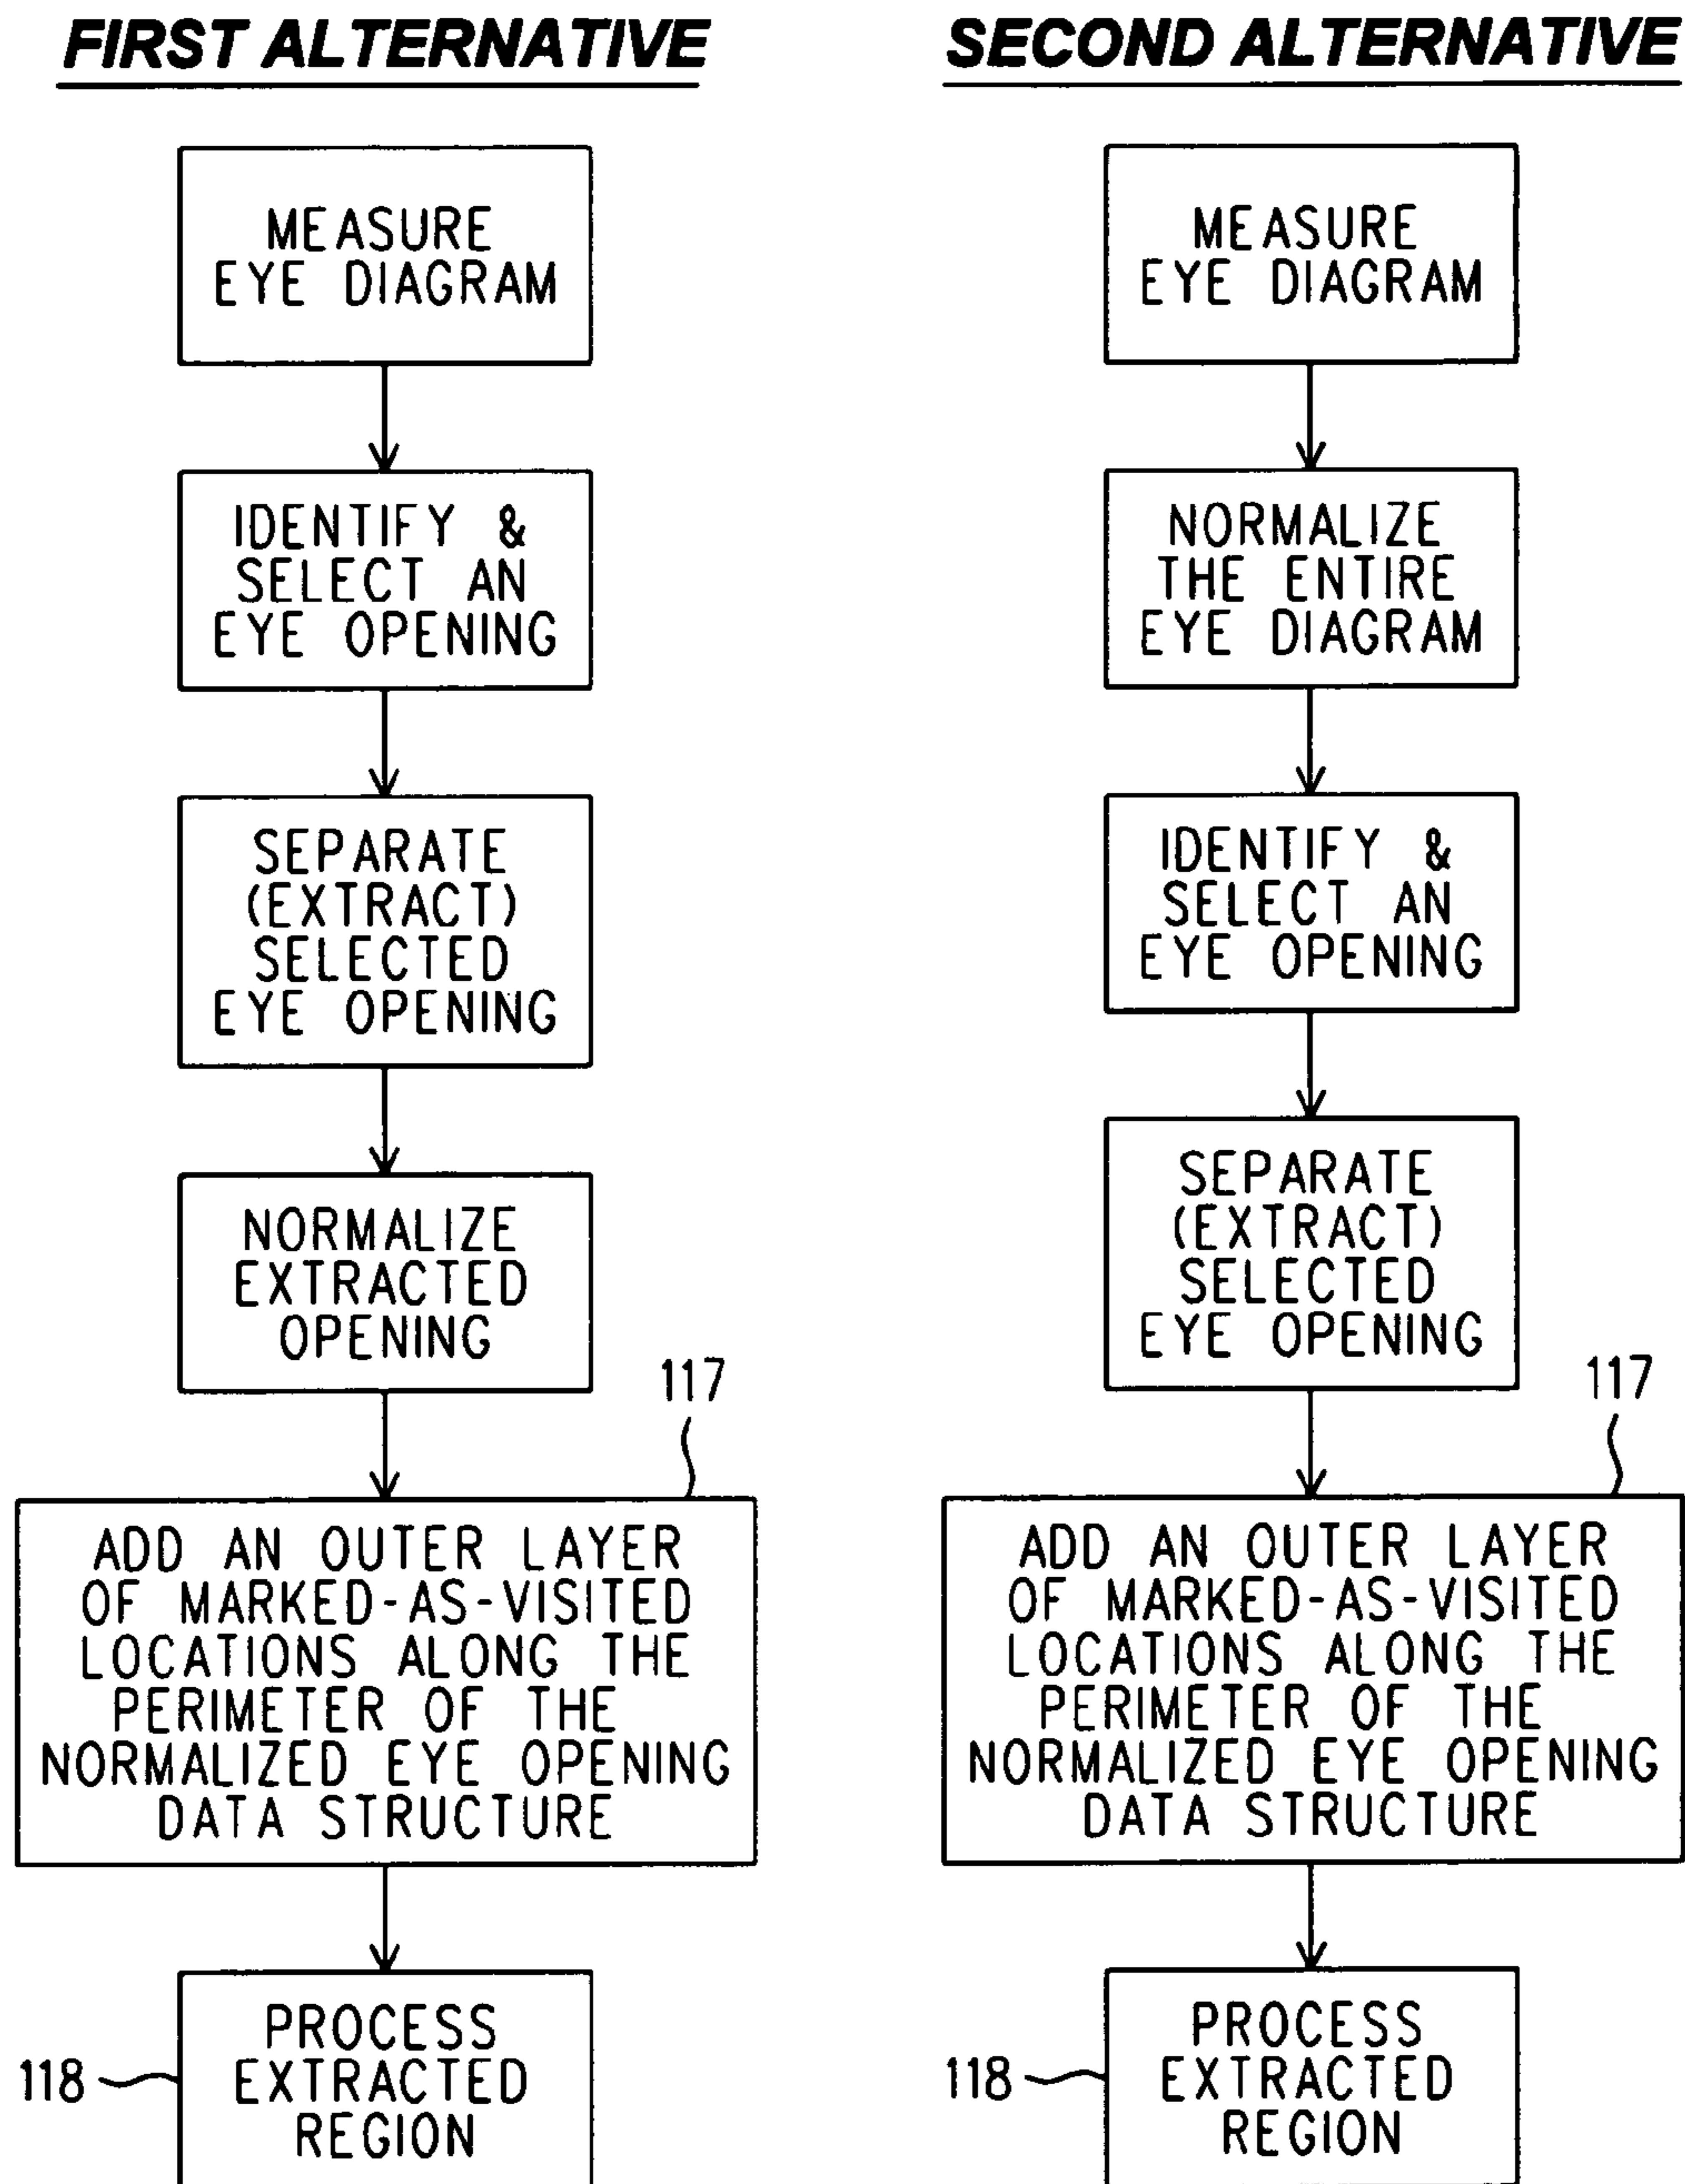 FIRST ALTERNATIVE
MEASURE
EYE DIAGRAM
IDENTIFY &
SELECT AN
EYE OPENING
SEPARATE
(EXTRACT)
SELECTED
EYE OPENING
NORMALIZE
EXTRACTED
OPENING
117
ADD AN OUTER LAYER
OF MARKED-AS-VISITED
LOCATIONS ALONG THE
PERIMETER OF THE
NORMALIZED EYE OPENING
DATA STRUCTURE
118
PROCESS
EXTRACTED
REGION
SECOND ALTERNATIVE
MEASURE
EYE DIAGRAM
NORMALIZE
THE ENTIRE
EYE DIAGRAM
IDENTIFY &
SELECT AN
EYE OPENING
SEPARATE
(EXTRACT)
SELECTED
EYE OPENING
117
ADD AN OUTER LAYER
OF MARKED-AS-VISITED
LOCATIONS ALONG THE
PERIMETER OF THE
NORMALIZED EYE OPENING
DATA STRUCTURE
118
PROCESS
EXTRACTED
REGION